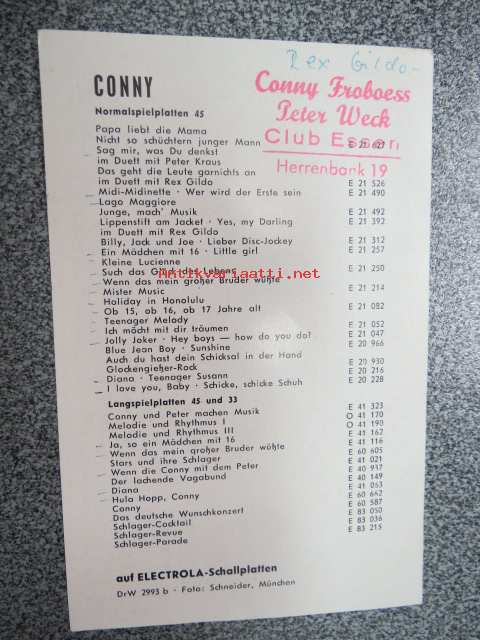 Rex Gildo-
CONNY
Conny Froboess
Peter Weck
Club Essen
Herrenbank 19
Normalspielplatten 45
Papa liebt die Mama
Nicht so schüchtern junger Mann E 21 627
Sag mir, was Du denkst
im Duett mit Peter Kraus
Das geht die Leute garnichts an
im Duett mit Rex Gildo E 21 526
Midi-Midinette · Wer wird der Erste sein E 21 490
Lago Maggiore
Junge, mach' Musik E 21 492
Lippenstift am Jacket · Yes, my Darling E 21 392
im Duett mit Rex Gildo
Billy, Jack und Joe · Lieber Disc-Jockey E 21 312
Ein Mädchen mit 16 · Little girl E 21 257
Kleine Lucienne
Such das Glück des Lebens E 21 250
Wenn das mein großer Bruder wüßte
Mister Music E 21 214
Holiday in Honolulu
Ob 15, ob 16, ob 17 Jahre alt E 21 082
Teenager Melody
Ich möcht mit dir träumen E 21 052
Jolly Joker · Hey boys — how do you do? E 21 047
Blue Jean Boy · Sunshine E 20 966
Auch du hast dein Schicksal in der Hand
Glockengießer-Rock E 20 930
Diana · Teenager Susann E 20 216
I love you, Baby · Schicke, schicke Schuh E 20 228
Langspielplatten 45 und 33
Conny und Peter machen Musik E 41 323
Melodie und Rhythmus I O 41 170
Melodie und Rhythmus III O 41 190
Ja, so ein Mädchen mit 16 E 41 162
Wenn das mein großer Bruder wüßte E 41 116
Stars und ihre Schlager E 60 605
Wenn die Conny mit dem Peter E 41 021
Der lachende Vagabund E 40 917
Diana E 40 149
Hula Hopp, Conny E 41 053
Conny E 60 662
Das deutsche Wunschkonzert E 60 587
Schlager-Cocktail E 83 050
Schlager-Revue E 83 036
Schlager-Parade E 83 215
auf ELECTROLA-Schallplatten
DrW 2993 b · Foto: Schneider, München
Antikvariaatti.net